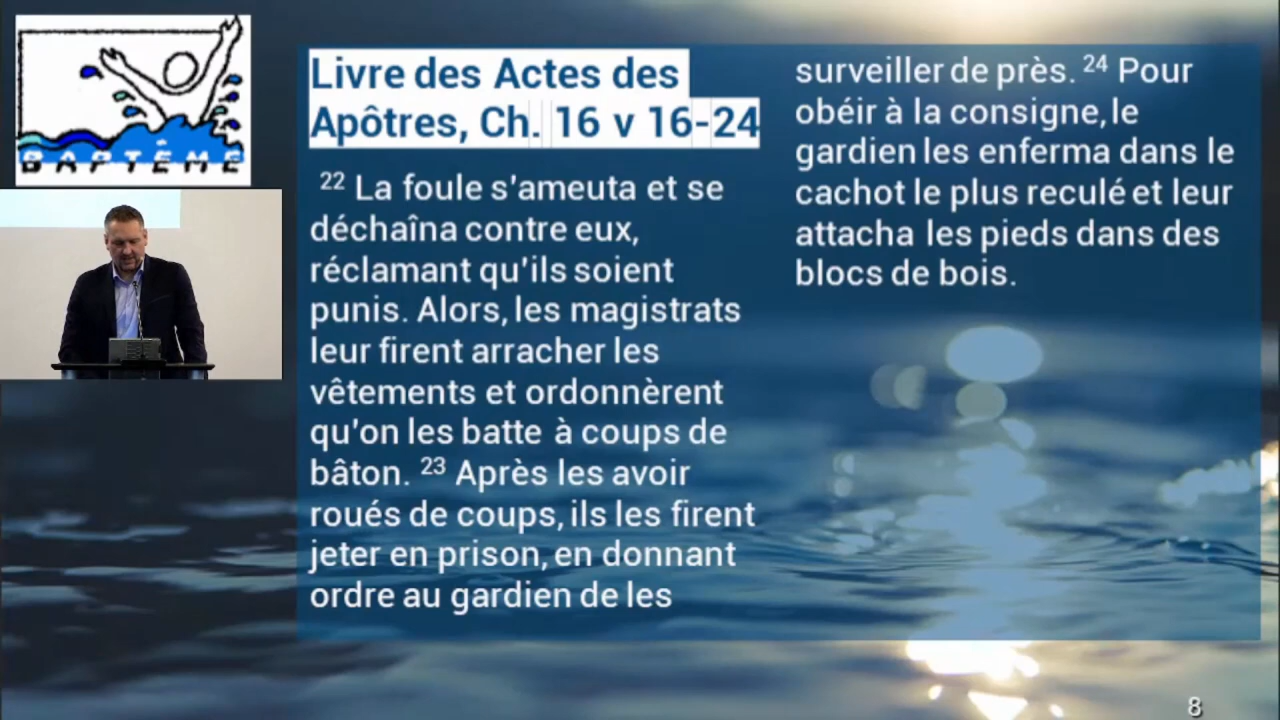 BAPTÊME
Livre des Actes des
Apôtres, Ch. 16 v 16-24
22 La foule s'ameuta et se
déchaîna contre eux,
réclamant qu'ils soient
punis. Alors, les magistrats
leur firent arracher les
vêtements et ordonnèrent
qu'on les batte à coups de
bâton. 23 Après les avoir
roués de coups, ils les firent
jeter en prison, en donnant
ordre au gardien de les
surveiller de près. 24 Pour
obéir à la consigne, le
gardien les enferma dans le
cachot le plus reculé et leur
attacha les pieds dans des
blocs de bois.
8